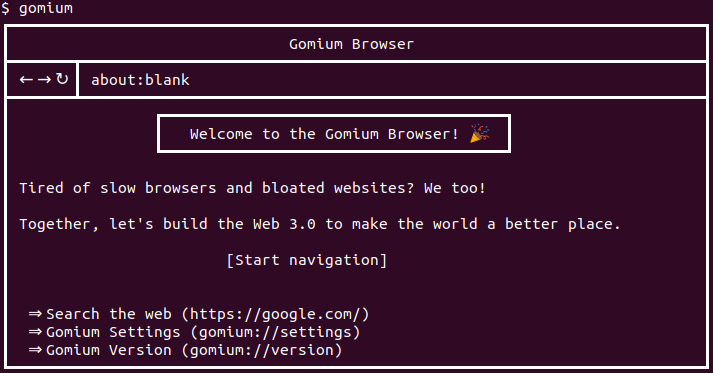 $ gomium
Gomium Browser
← → ↻ about:blank
Welcome to the Gomium Browser! 🎉
Tired of slow browsers and bloated websites? We too!
Together, let's build the Web 3.0 to make the world a better place.
[Start navigation]
⇒ Search the web (https://google.com/)
⇒ Gomium Settings (gomium://settings)
⇒ Gomium Version (gomium://version)